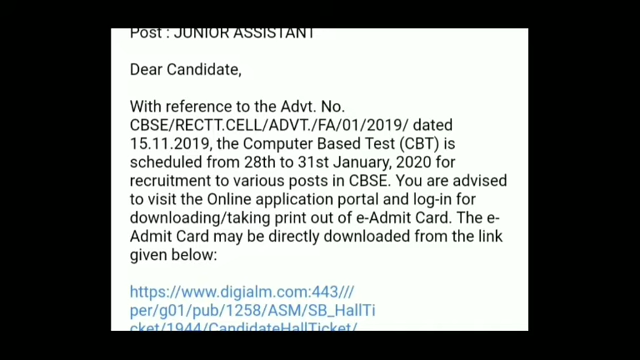 Post : JUNIOR ASSISTANT
Dear Candidate,
With reference to the Advt. No.
CBSE/RECTT.CELL/ADVT./FA/01/2019/ dated
15.11.2019, the Computer Based Test (CBT) is
scheduled from 28th to 31st January, 2020 for
recruitment to various posts in CBSE. You are advised
to visit the Online application portal and log-in for
downloading/taking print out of e-Admit Card. The e-
Admit Card may be directly downloaded from the link
given below:
https://www.digialm.com:443///
per/g01/pub/1258/ASM/SB_HallTi
cket/1944/CandidateHallTicket/